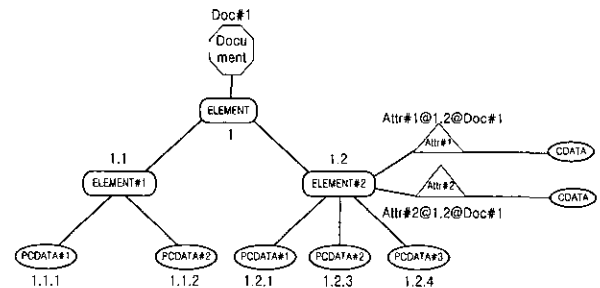 Doc#1
Docu
ment
ELEMENT
1
Attr#1@1.2@Doc#1
Attr#1
CDATA
1.1
1.2
ELEMENT#1
ELEMENT#2
Attr#2
CDATA
Attr#2@1.2@Doc#1
PCDATA#1
PCDATA#2
PCDATA#1
PCDATA#2
PCDATA#3
1.1.1
1.1.2
1.2.1
1.2.3
1.2.4